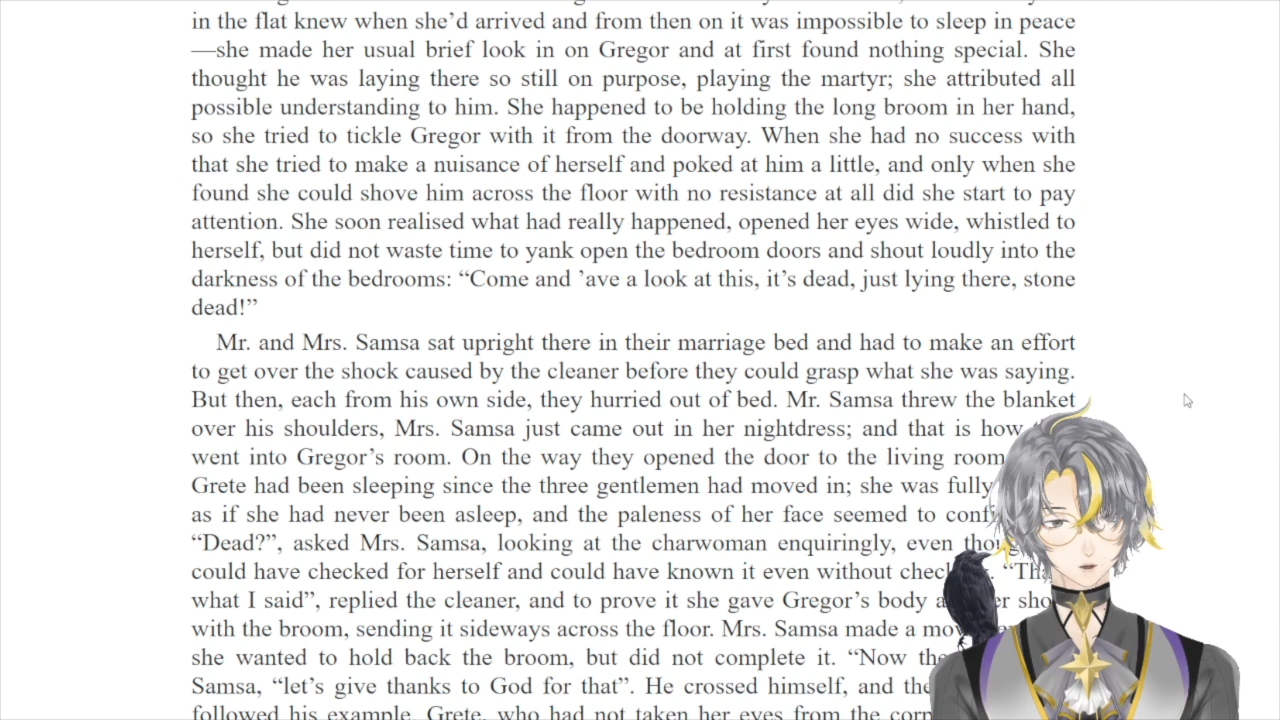 in the flat knew when she’d arrived and from then on it was impossible to sleep in peace
—she made her usual brief look in on Gregor and at first found nothing special. She
thought he was laying there so still on purpose, playing the martyr; she attributed all
possible understanding to him. She happened to be holding the long broom in her hand,
so she tried to tickle Gregor with it from the doorway. When she had no success with
that she tried to make a nuisance of herself and poked at him a little, and only when she
found she could shove him across the floor with no resistance at all did she start to pay
attention. She soon realised what had really happened, opened her eyes wide, whistled to
herself, but did not waste time to yank open the bedroom doors and shout loudly into the
darkness of the bedrooms: “Come and ’ave a look at this, it’s dead, just lying there, stone
dead!”
Mr. and Mrs. Samsa sat upright there in their marriage bed and had to make an effort
to get over the shock caused by the cleaner before they could grasp what she was saying.
But then, each from his own side, they hurried out of bed. Mr. Samsa threw the blanket
over his shoulders, Mrs. Samsa just came out in her nightdress; and that is how
went into Gregor’s room. On the way they opened the door to the living room
Grete had been sleeping since the three gentlemen had moved in; she was fully
as if she had never been asleep, and the paleness of her face seemed to
“Dead?”, asked Mrs. Samsa, looking at the charwoman enquiringly, even
could have checked for herself and could have known it even without
what I said”, replied the cleaner, and to prove it she gave Gregor’s body
with the broom, sending it sideways across the floor. Mrs. Samsa made a
she wanted to hold back the broom, but did not complete it. “Now
Samsa, “let’s give thanks to God for that”. He crossed himself, and
followed his example. Grete, who had not taken her eyes from the